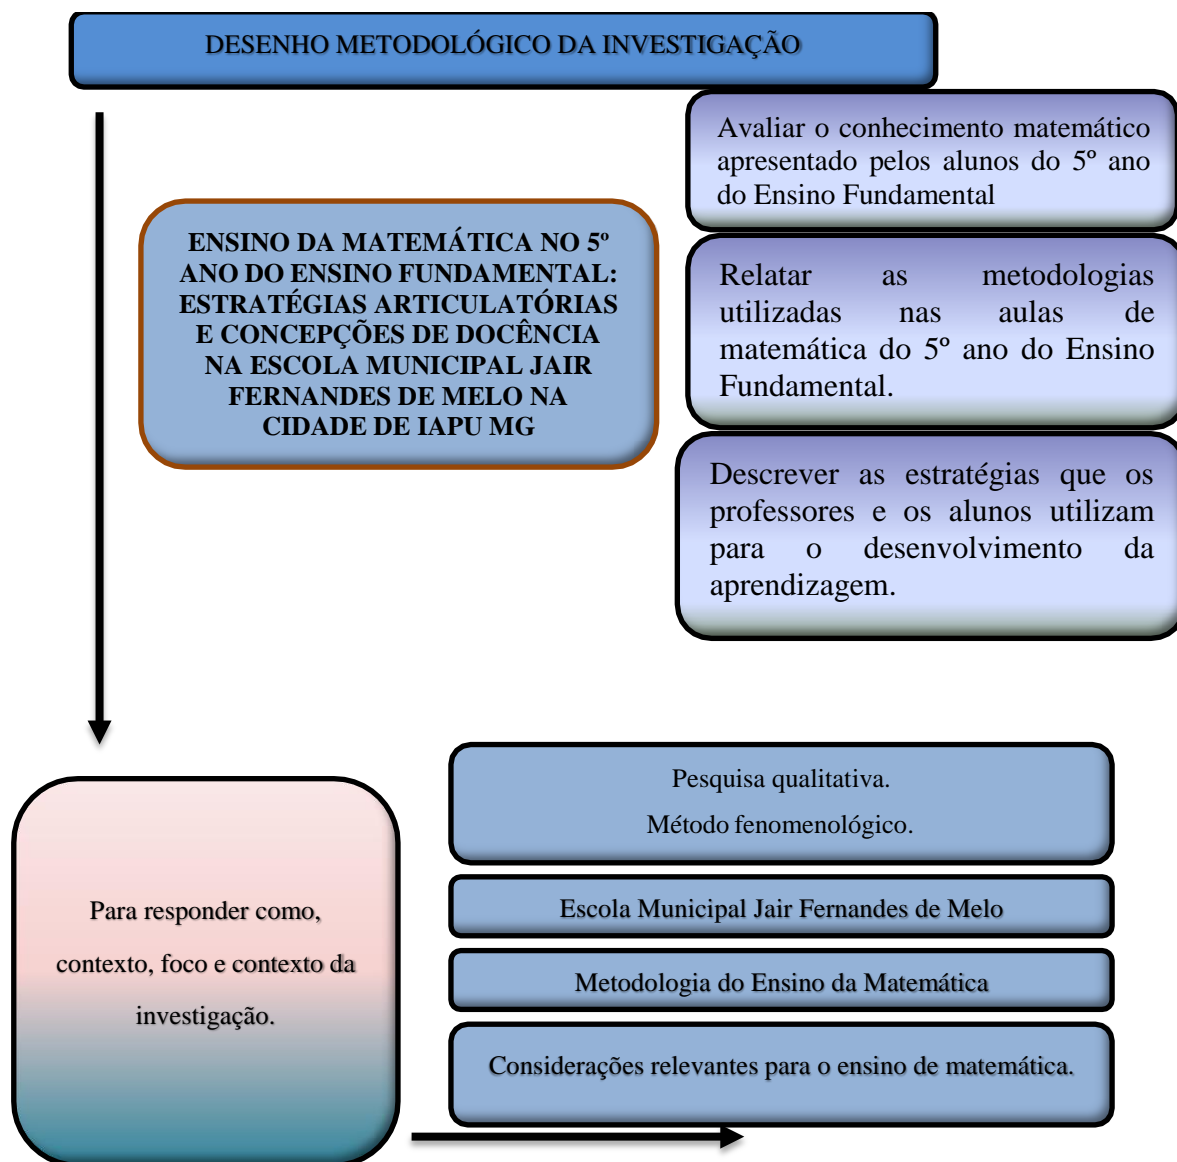 DESENHO METODOLÓGICO DA INVESTIGAÇÃO
Avaliar o conhecimento matemático
apresentado pelos alunos do 5º ano
do Ensino Fundamental
ENSINO DA MATEMÁTICA NO 5º
ANO DO ENSINO FUNDAMENTAL:
ESTRATÉGIAS ARTICULATÓRIAS
E CONCEPÇÕES DE DOCÊNCIA
NA ESCOLA MUNICIPAL JAIR
FERNANDES DE MELO NA
CIDADE DE IAPU MG
Relatar as metodologias
utilizadas nas aulas de
matemática do 5º ano do Ensino
Fundamental.
Descrever as estratégias que os
professores e os alunos utilizam
para o desenvolvimento da
aprendizagem.
Para responder como,
contexto, foco e contexto da
investigação.
Pesquisa qualitativa.
Método fenomenológico.
Escola Municipal Jair Fernandes de Melo
Metodologia do Ensino da Matemática
Considerações relevantes para o ensino de matemática.